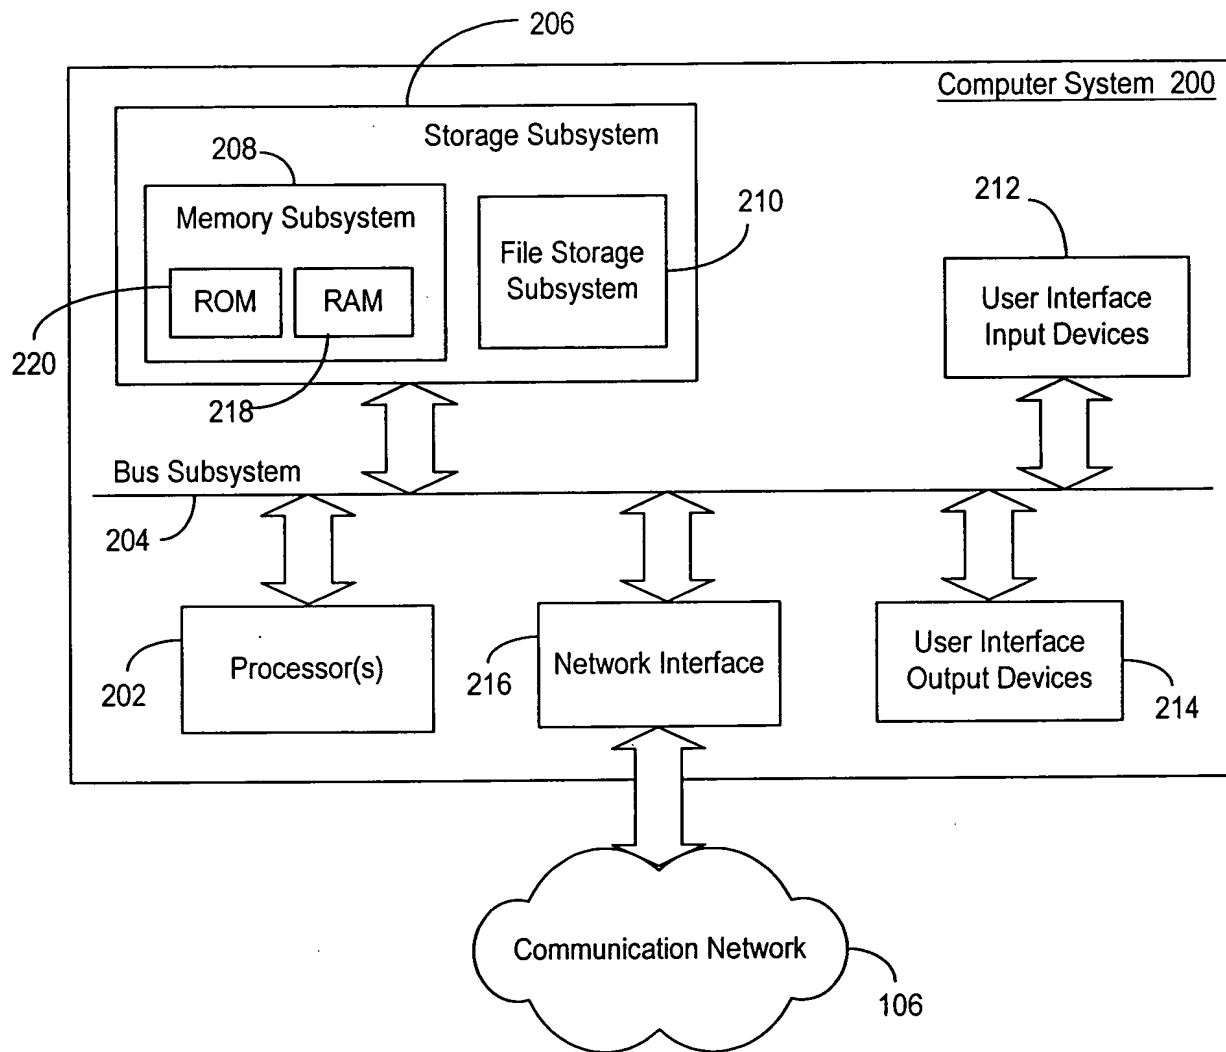 206
Computer System 200
Storage Subsystem
208
Memory Subsystem
210
212
File Storage
Subsystem
User Interface
Input Devices
ROM
RAM
220
218
Bus Subsystem
204
Processor(s)
202
Network Interface
216
User Interface
Output Devices
214
Communication Network
106